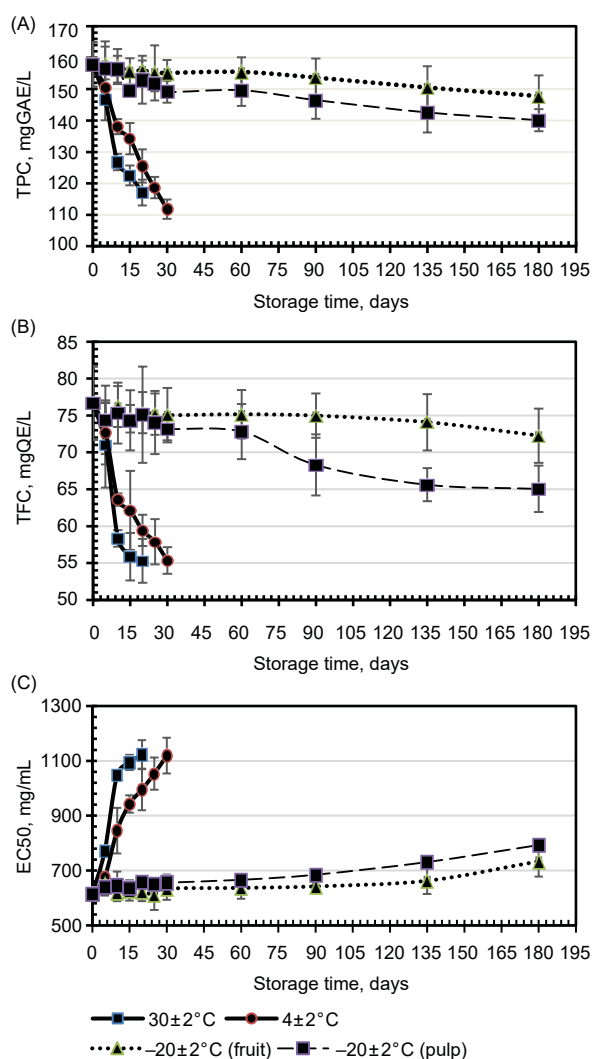 (A)
170
160
150
140
130
120
110
100
TPC, mgGAE/L
0 15 30 45 60 75 90 105 120 135 150 165 180 195
Storage time, days
(B)
85
80
75
70
65
60
55
50
TFC, mgQE/L
0 15 30 45 60 75 90 105 120 135 150 165 180 195
Storage time, days
(C)
1300
1100
900
700
500
EC50, mg/mL
0 15 30 45 60 75 90 105 120 135 150 165 180 195
Storage time, days
30±2°C 4±2°C
–20±2°C (fruit) –20±2°C (pulp)